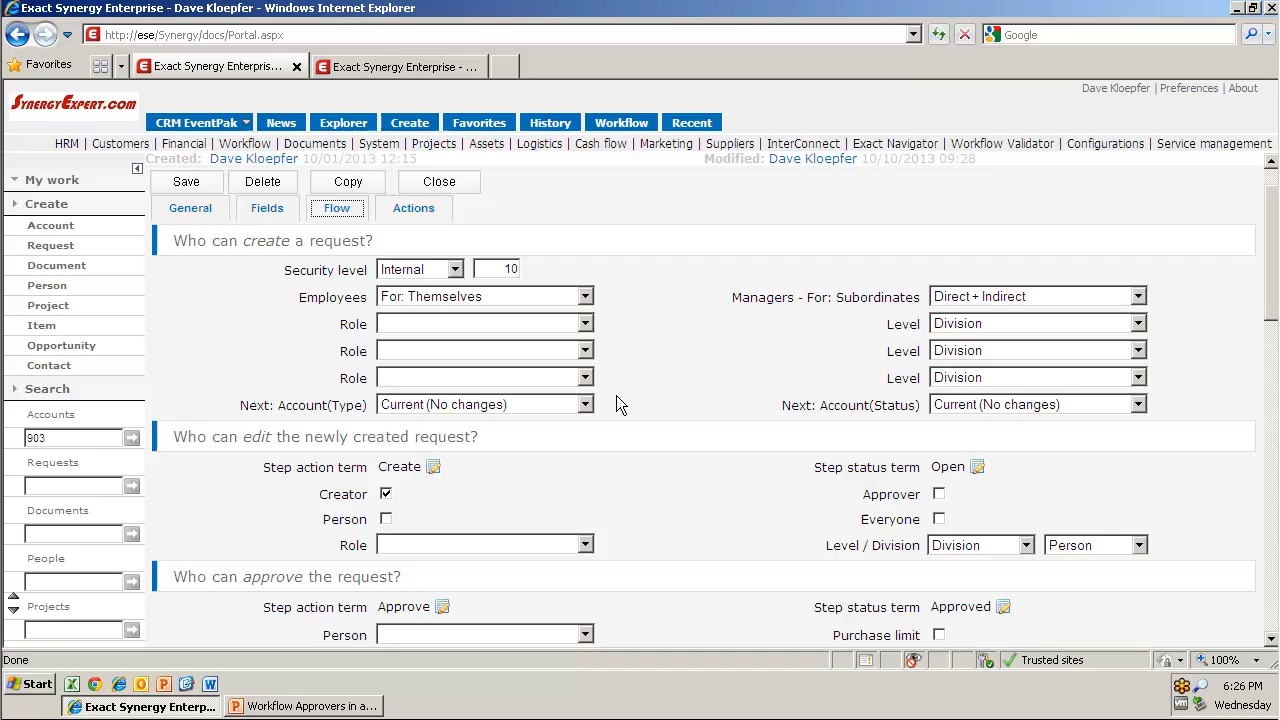 Exact Synergy Enterprise - Dave Kloepfer - Windows Internet Explorer
http://ese/Synergy/docs/Portal.aspx
Google
Favorites
Exact Synergy Enterpris...
Exact Synergy Enterprise - ...
SYNERGYEXPERT.COM
Dave Kloepfer | Preferences | About
CRM EventPak News Explorer Create Favorites History Workflow Recent
HRM | Customers | Financial | Workflow | Documents | System | Projects | Assets | Logistics | Cash flow | Marketing | Suppliers | InterConnect | Exact Navigator | Workflow Validator | Configurations | Service management
Created: Dave Kloepfer 10/01/2013 12:15
Modified: Dave Kloepfer 10/10/2013 09:28
Save Delete Copy Close
General Fields Flow Actions
My work
Create
Account
Request
Document
Person
Project
Item
Opportunity
Contact
Search
Accounts
903
Requests
Documents
People
Projects
Who can create a request?
Security level Internal 10
Employees For: Themselves Managers - For: Subordinates Direct + Indirect
Role Level Division
Role Level Division
Role Level Division
Next: Account(Type) Current (No changes) Next: Account(Status) Current (No changes)
Who can edit the newly created request?
Step action term Create Step status term Open
Creator Approver
Person Everyone
Role Level / Division Division Person
Who can approve the request?
Step action term Approve Step status term Approved
Person Purchase limit
Done
Trusted sites
100%
Start
6:26 PM
Exact Synergy Enterp...
Workflow Approvers in a...
Wednesday